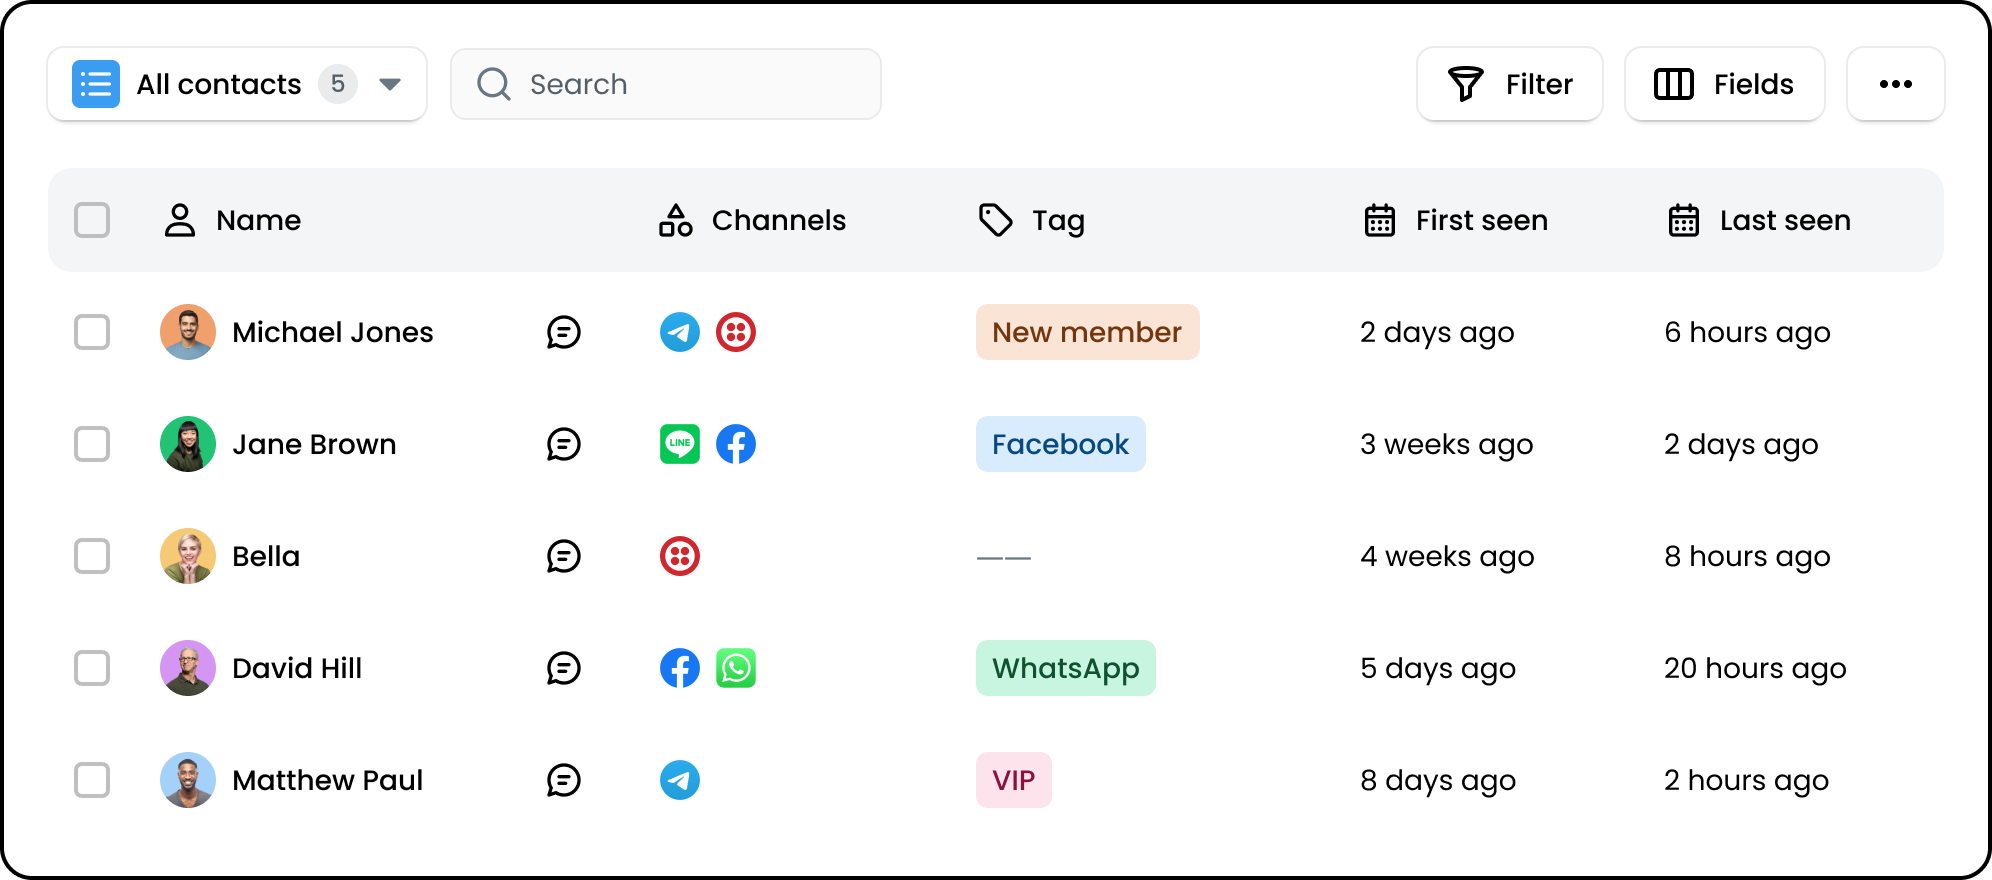 All contacts 5 Search Filter Fields
Name Channels Tag First seen Last seen
Michael Jones New member 2 days ago 6 hours ago
Jane Brown LINE Facebook 3 weeks ago 2 days ago
Bella —— 4 weeks ago 8 hours ago
David Hill WhatsApp 5 days ago 20 hours ago
Matthew Paul VIP 8 days ago 2 hours ago